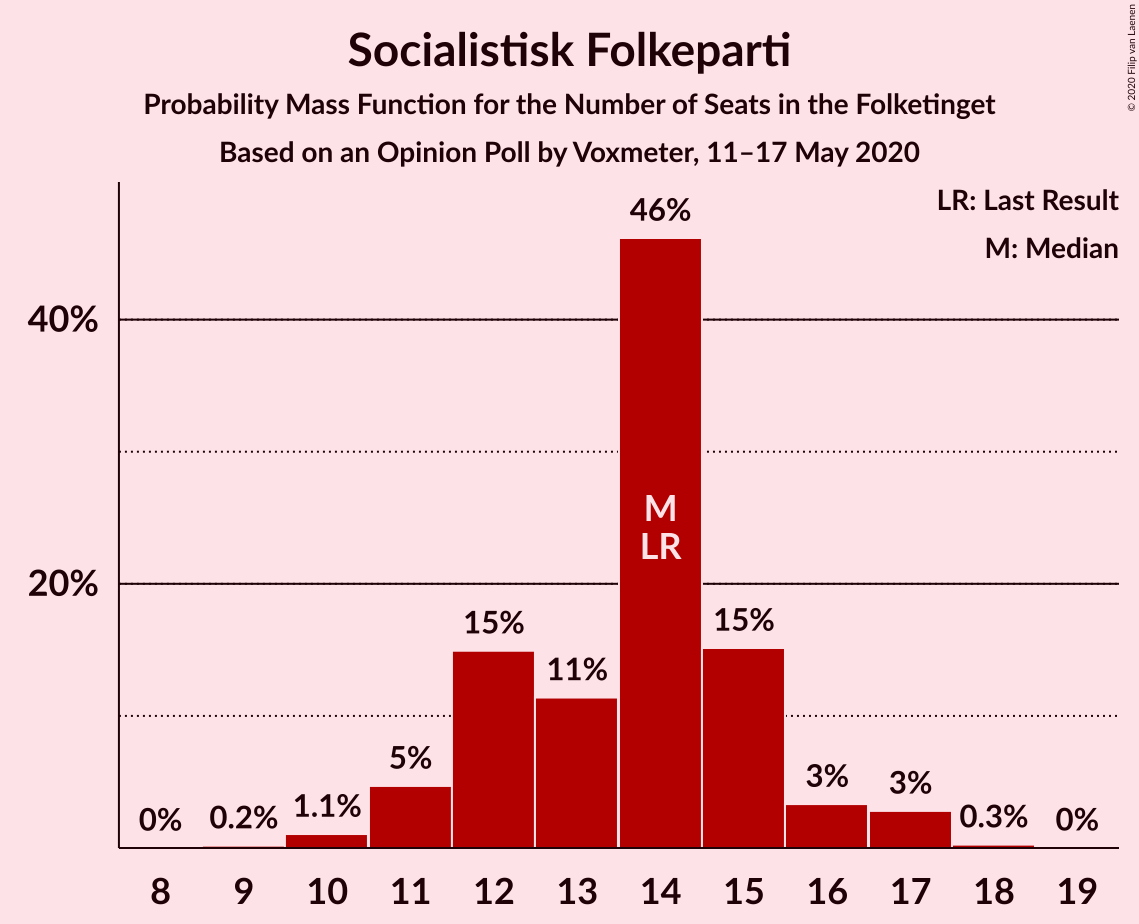 Socialistisk Folkeparti
Probability Mass Function for the Number of Seats in the Folketinget
Based on an Opinion Poll by Voxmeter, 11–17 May 2020
© 2020 Filip van Laenen
LR: Last Result
M: Median
40%
20%
0%
0.2%
1.1%
5%
15%
11%
46%
15%
3%
3%
0.3%
0%
M
LR
8 9 10 11 12 13 14 15 16 17 18 19